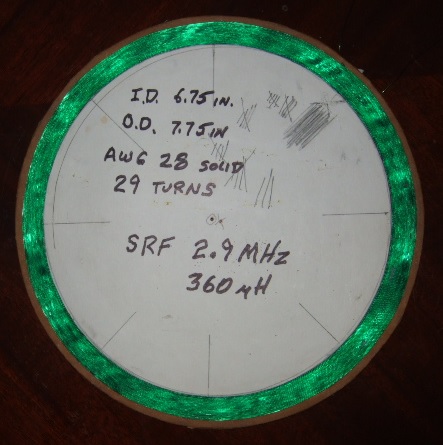 I.D. 6.75 IN.
O.D. 7.75 IN
AWG 28 SOLID
29 TURNS
SRF 2.9 MHz
360 μH